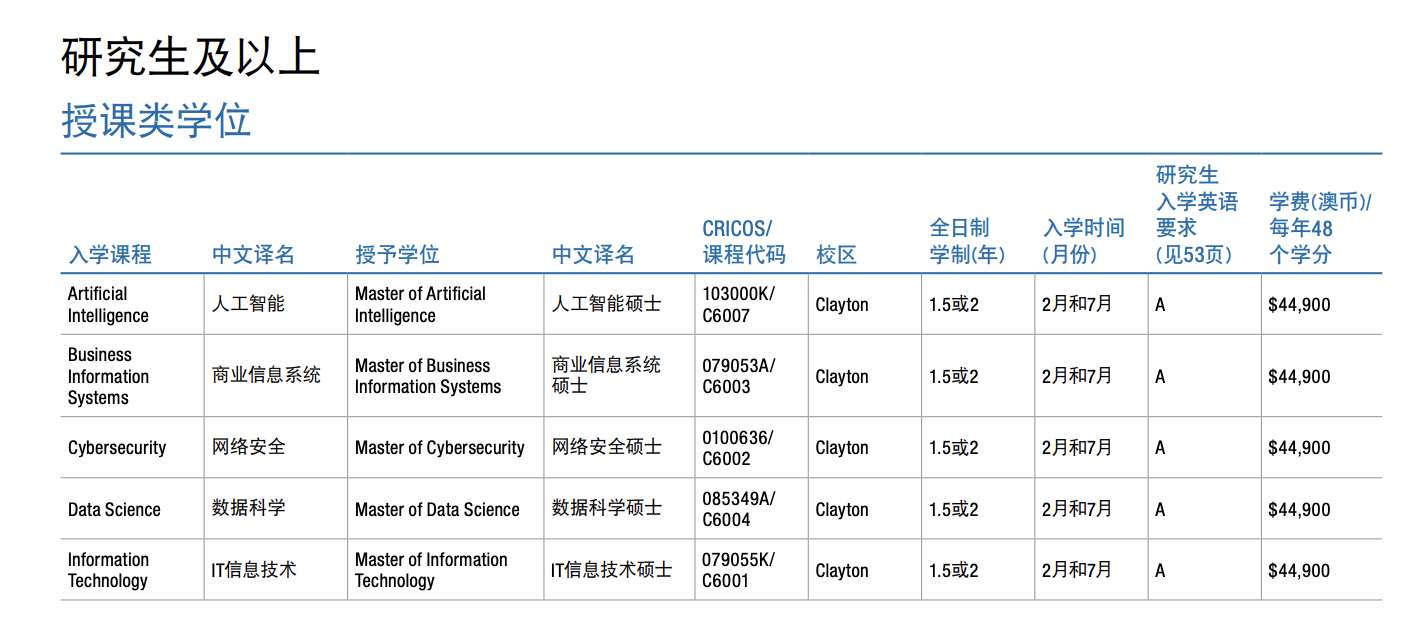 研究生及以上
授课类学位
入学课程
中文译名
授予学位
中文译名
CRICOS/
课程代码
校区
全日制
学制(年)
入学时间
(月份)
研究生
入学英语
要求
(见53页)
学费(澳币)/
每年48
个学分
Artificial
Intelligence
人工智能
Master of Artificial
Intelligence
人工智能硕士
103000K/
C6007
Clayton
1.5或2
2月和7月
A
$44,900
Business
Information
Systems
商业信息系统
Master of Business
Information Systems
商业信息系统
硕士
079053A/
C6003
Clayton
1.5或2
2月和7月
A
$44,900
Cybersecurity
网络安全
Master of Cybersecurity
网络安全硕士
0100636/
C6002
Clayton
1.5或2
2月和7月
A
$44,900
Data Science
数据科学
Master of Data Science
数据科学硕士
085349A/
C6004
Clayton
1.5或2
2月和7月
A
$44,900
Information
Technology
IT信息技术
Master of Information
Technology
IT信息技术硕士
079055K/
C6001
Clayton
1.5或2
2月和7月
A
$44,900